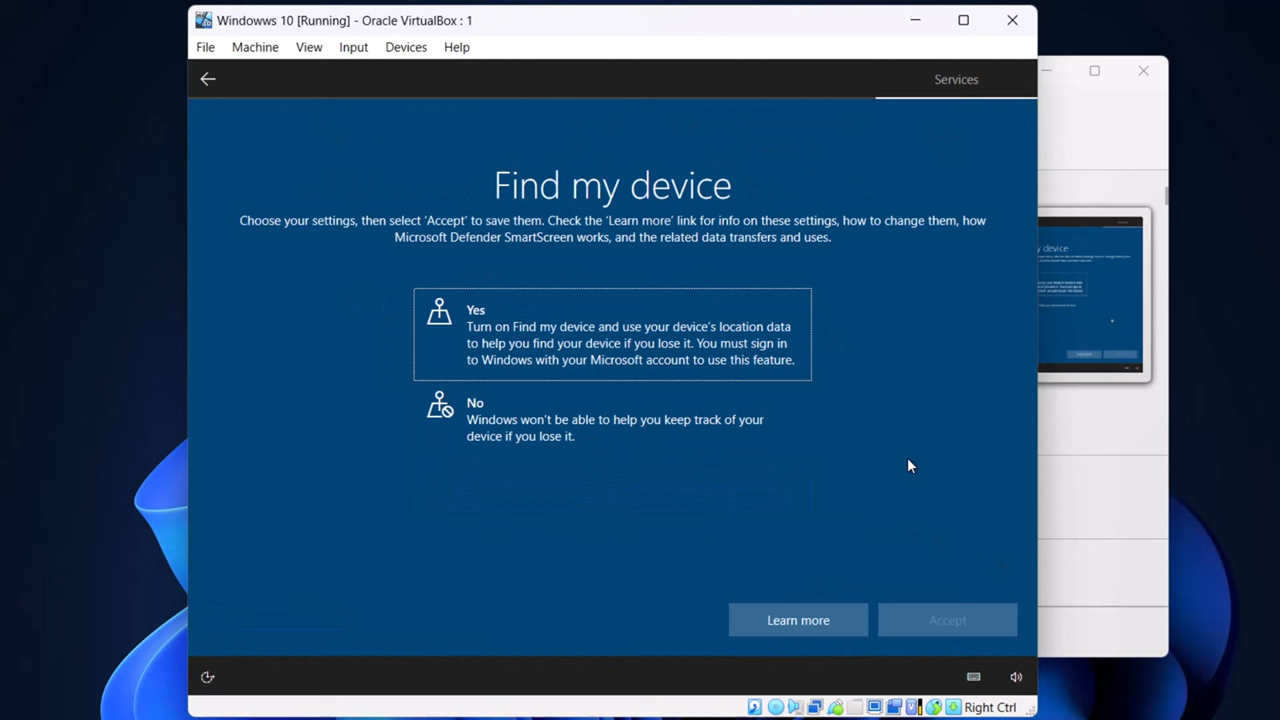 Windowws 10 [Running] - Oracle VirtualBox : 1
File Machine View Input Devices Help
Services
Find my device
Choose your settings, then select 'Accept' to save them. Check the 'Learn more' link for info on these settings, how to change them, how
Microsoft Defender SmartScreen works, and the related data transfers and uses.
Yes
Turn on Find my device and use your device's location data
to help you find your device if you lose it. You must sign in
to Windows with your Microsoft account to use this feature.
No
Windows won't be able to help you keep track of your
device if you lose it.
Learn more Accept
Right Ctrl
y device